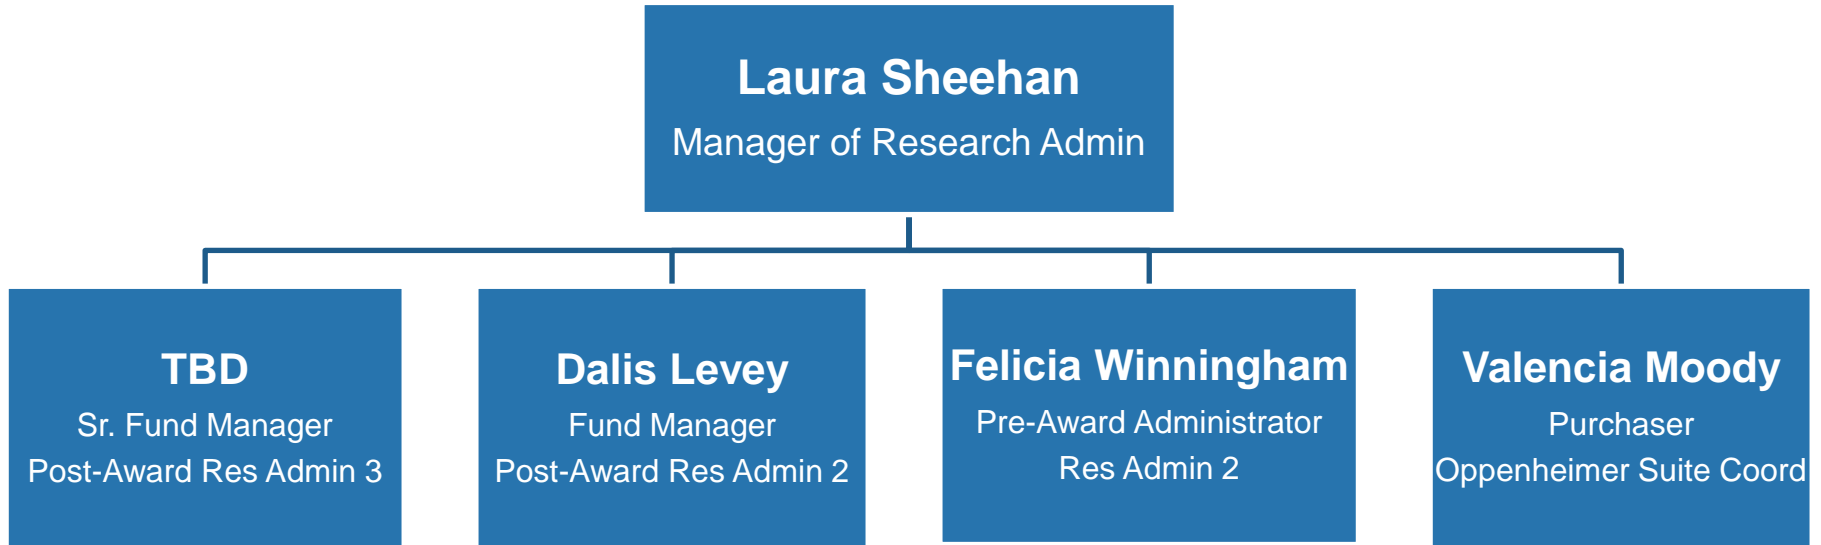 Laura Sheehan
Manager of Research Admin
TBD
Sr. Fund Manager
Post-Award Res Admin 3
Dalis Levey
Fund Manager
Post-Award Res Admin 2
Felicia Winningham
Pre-Award Administrator
Res Admin 2
Valencia Moody
Purchaser
Oppenheimer Suite Coord